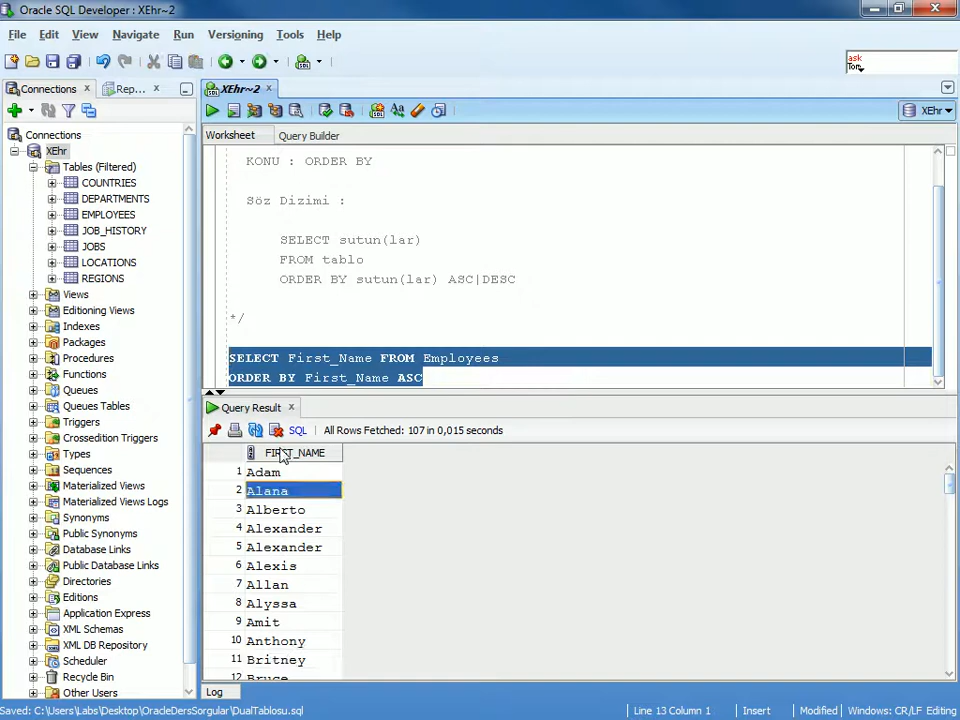 Oracle SQL Developer : XEhr~2
File Edit View Navigate Run Versioning Tools Help
ask
Tom
Connections Rep... XEhr~2
XEhr
Worksheet Query Builder
Connections
XEhr
Tables (Filtered)
COUNTRIES
DEPARTMENTS
EMPLOYEES
JOB_HISTORY
JOBS
LOCATIONS
REGIONS
Views
Editioning Views
Indexes
Packages
Procedures
Functions
Queues
Queues Tables
Triggers
Crossedition Triggers
Types
Sequences
Materialized Views
Materialized Views Logs
Synonyms
Public Synonyms
Database Links
Public Database Links
Directories
Editions
Application Express
XML Schemas
XML DB Repository
Scheduler
Recycle Bin
Other Users
KONU : ORDER BY
Söz Dizimi :
SELECT sutun(lar)
FROM tablo
ORDER BY sutun(lar) ASC|DESC
*/
SELECT First_Name FROM Employees
ORDER BY First_Name ASC
Query Result
SQL All Rows Fetched: 107 in 0,015 seconds
FIRST_NAME
1 Adam
2 Alana
3 Alberto
4 Alexander
5 Alexander
6 Alexis
7 Allan
8 Alyssa
9 Amit
10 Anthony
11 Britney
12 Bruce
Log
Saved: C:\Users\Labs\Desktop\OracleDersSorgular\DualTablosu.sql Line 13 Column 1 Insert Modified Windows: CR/LF Editing